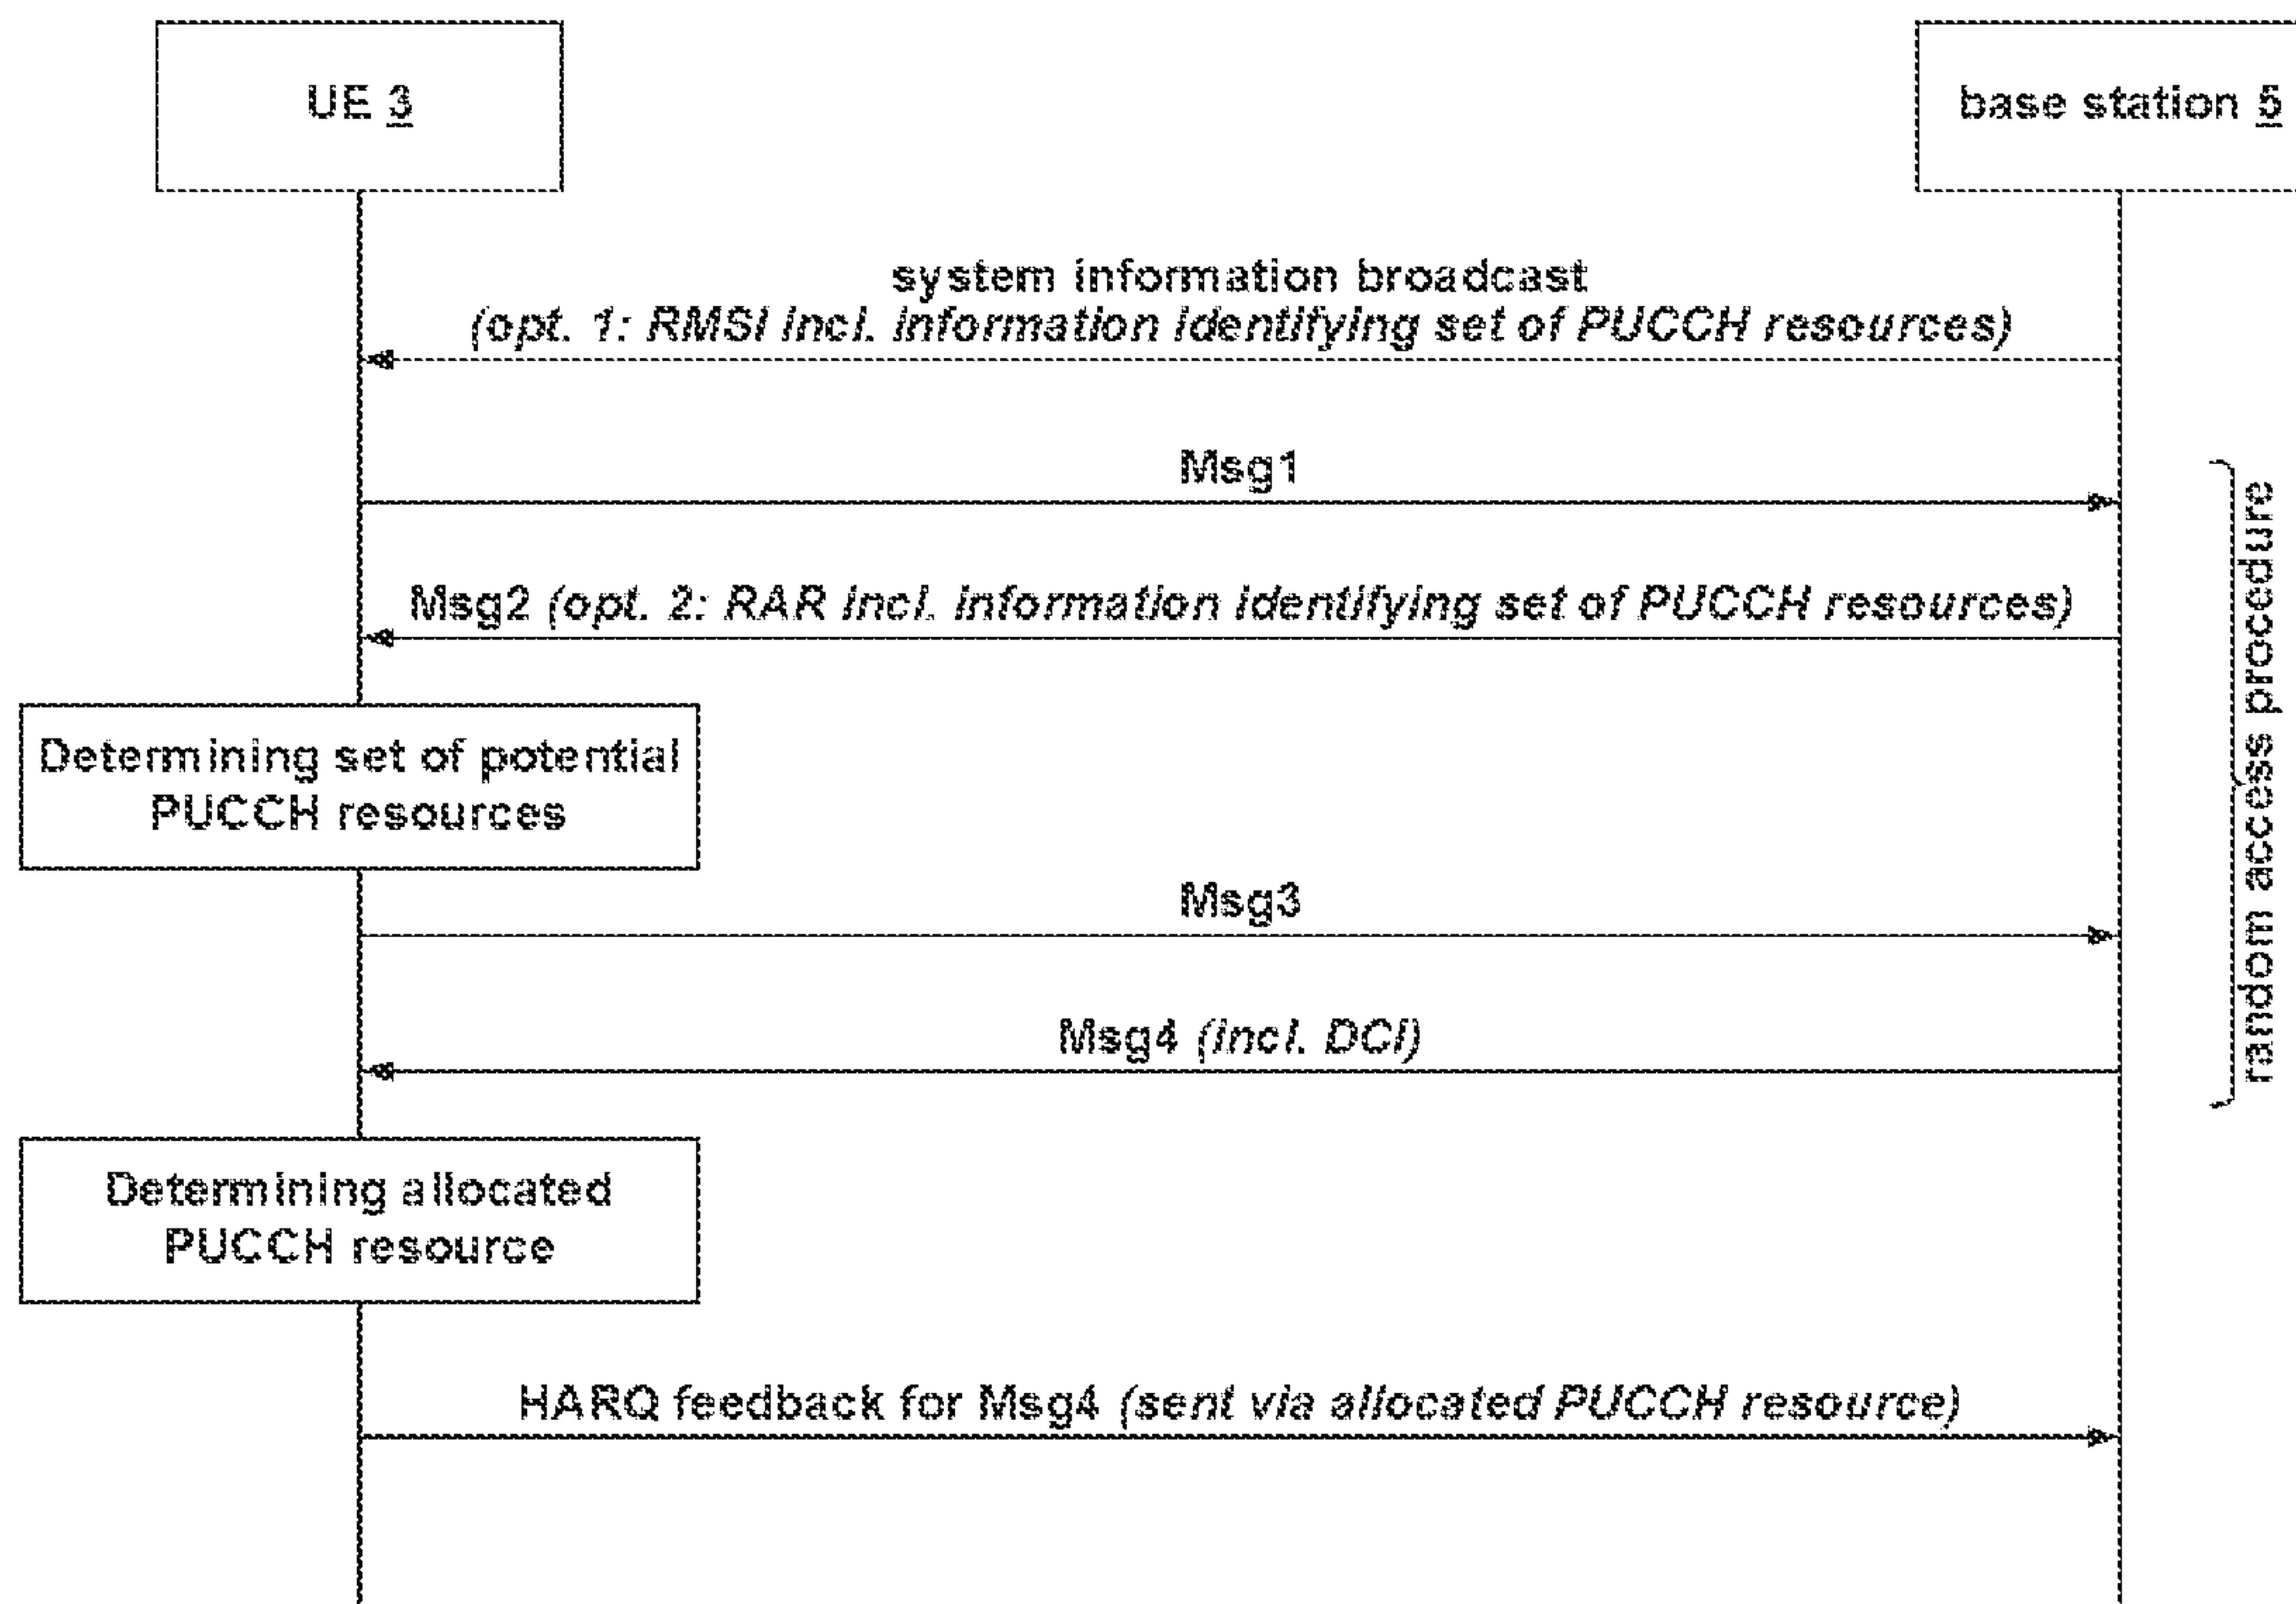 UE 3
base station 5
system information broadcast
(opt. 1: RMSI incl. information identifying set of PUCCH resources)
Msg1
Msg2 (opt. 2: RAR incl. information identifying set of PUCCH resources)
random access procedure
Determining set of potential
PUCCH resources
Msg3
Msg4 (incl. DCI)
Determining allocated
PUCCH resource
HARQ feedback for Msg4 (sent via allocated PUCCH resource)